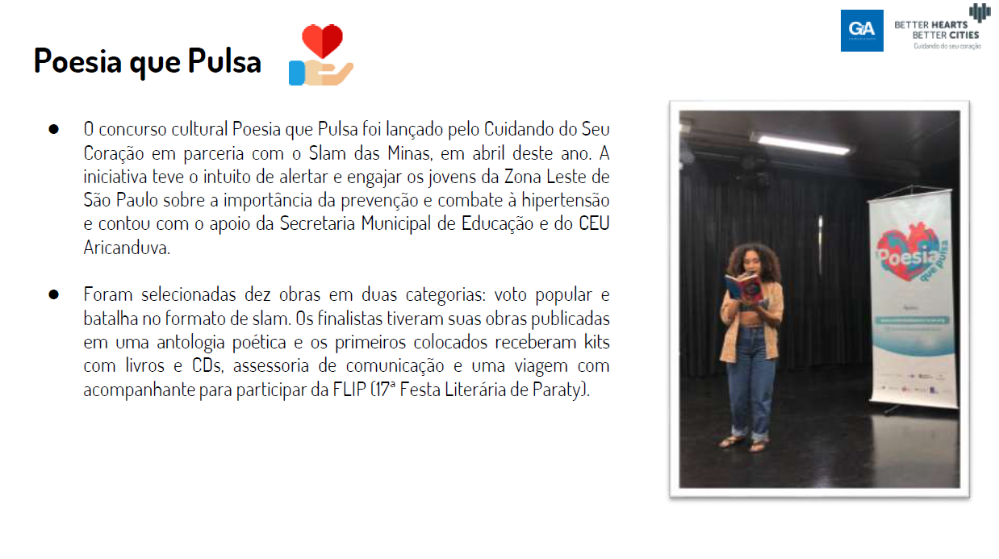 GA
BETTER HEARTS
BETTER CITIES
Cuidando do seu coração
Poesia que Pulsa
● O concurso cultural Poesia que Pulsa foi lançado pelo Cuidando do Seu
Coração em parceria com o Slam das Minas, em abril deste ano. A
iniciativa teve o intuito de alertar e engajar os jovens da Zona Leste de
São Paulo sobre a importância da prevenção e combate à hipertensão
e contou com o apoio da Secretaria Municipal de Educação e do CEU
Aricanduva.
● Foram selecionadas dez obras em duas categorias: voto popular e
batalha no formato de slam. Os finalistas tiveram suas obras publicadas
em uma antologia poética e os primeiros colocados receberam kits
com livros e CDs, assessoria de comunicação e uma viagem com
acompanhante para participar da FLIP (17ª Festa Literária de Paraty).
Poesia
que pulsa